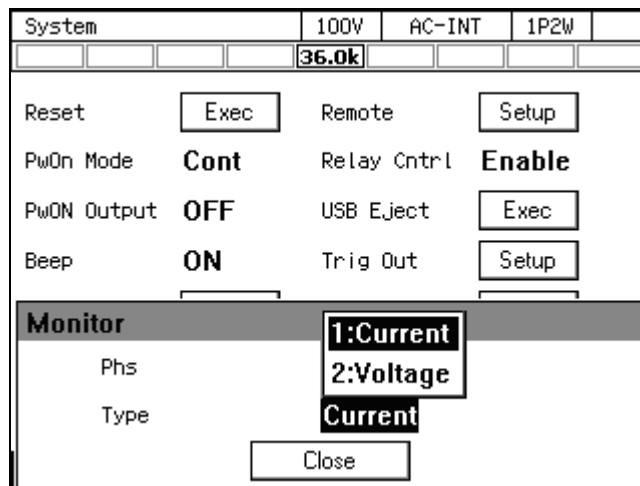 System 100V AC-INT 1P2W
36.0k
Reset Exec Remote Setup
PwOn Mode Cont Relay Cntrl Enable
PwON Output OFF USB Eject Exec
Beep ON Trig Out Setup
Monitor
1:Current
Phs
2:Voltage
Type Current
Close